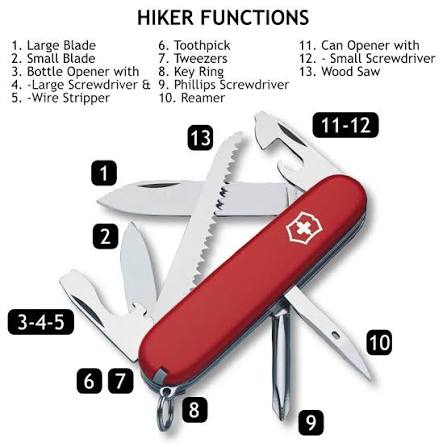 HIKER FUNCTIONS
1. Large Blade
2. Small Blade
3. Bottle Opener with
4. -Large Screwdriver &
5. -Wire Stripper
6. Toothpick
7. Tweezers
8. Key Ring
9. Phillips Screwdriver
10. Reamer
11. Can Opener with
12. - Small Screwdriver
13. Wood Saw
11-12
13
1
2
3-4-5
10
6
7
8
9